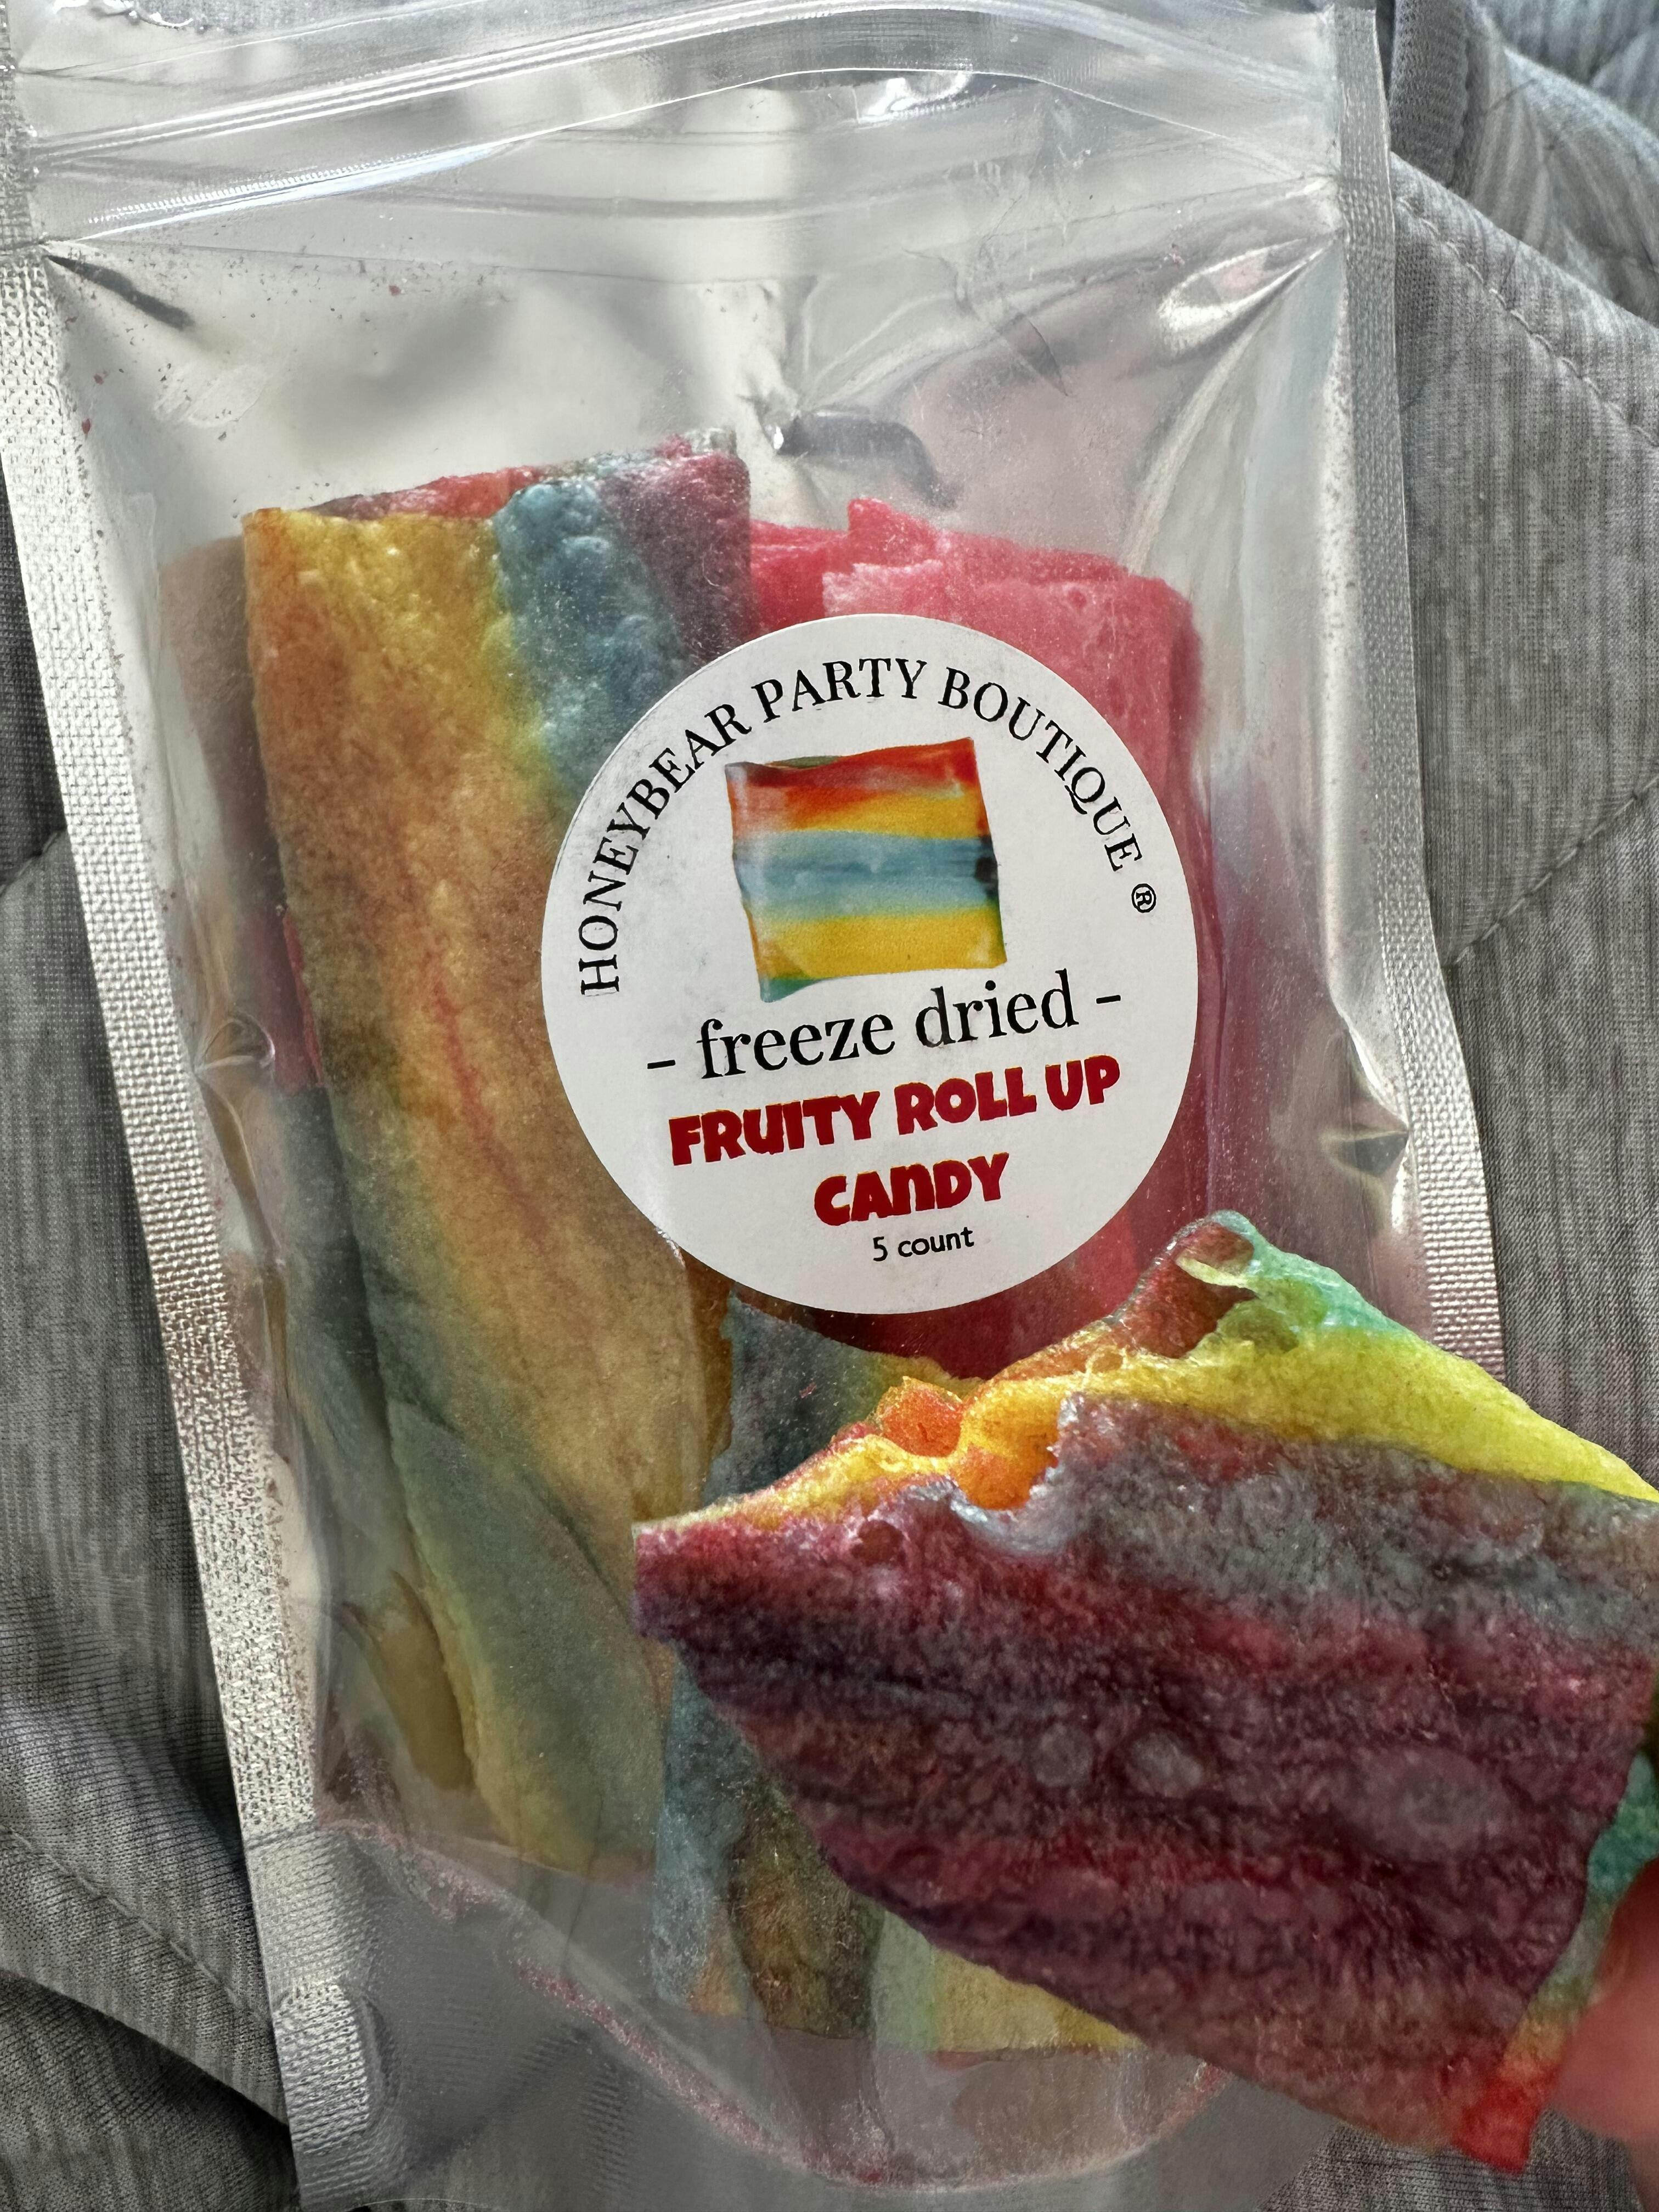 HONEYBEAR PARTY BOUTIQUE ®
- freeze dried -
FRUITY ROLL UP
CANDY
5 count